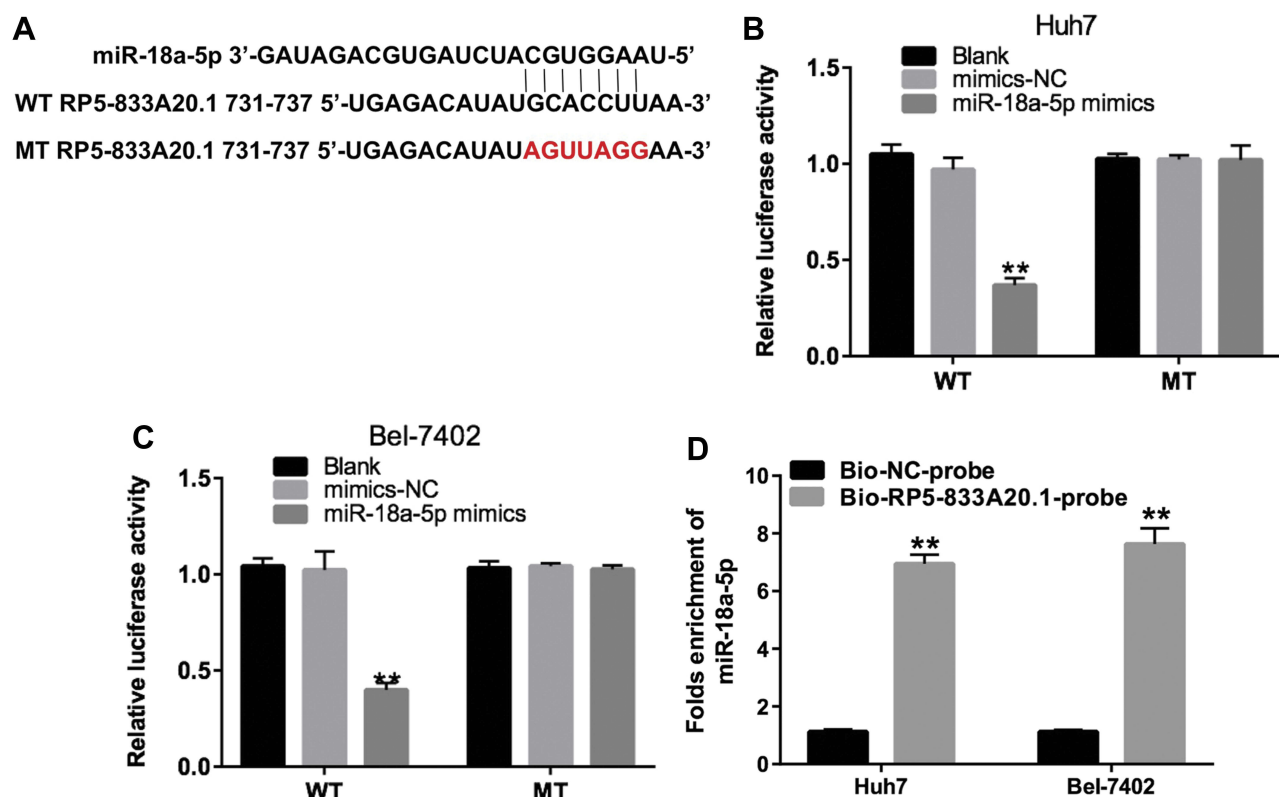 A
miR-18a-5p 3’-GAUAGACGUGAUCUACGUGGAAU-5’
WT RP5-833A20.1 731-737 5’-UGAGACAUAUGCACCUUAA-3’
MT RP5-833A20.1 731-737 5’-UGAGACAUAUAGUUAGGAA-3’
B
Huh7
Blank
mimics-NC
miR-18a-5p mimics
Relative luciferase activity
1.5
1.0
0.5
0.0
**
WT
MT
C
Bel-7402
Blank
mimics-NC
miR-18a-5p mimics
Relative luciferase activity
1.5
1.0
0.5
0.0
**
WT
MT
D
Bio-NC-probe
Bio-RP5-833A20.1-probe
Folds enrichment of
miR-18a-5p
10
8
6
4
2
0
**
**
Huh7
Bel-7402